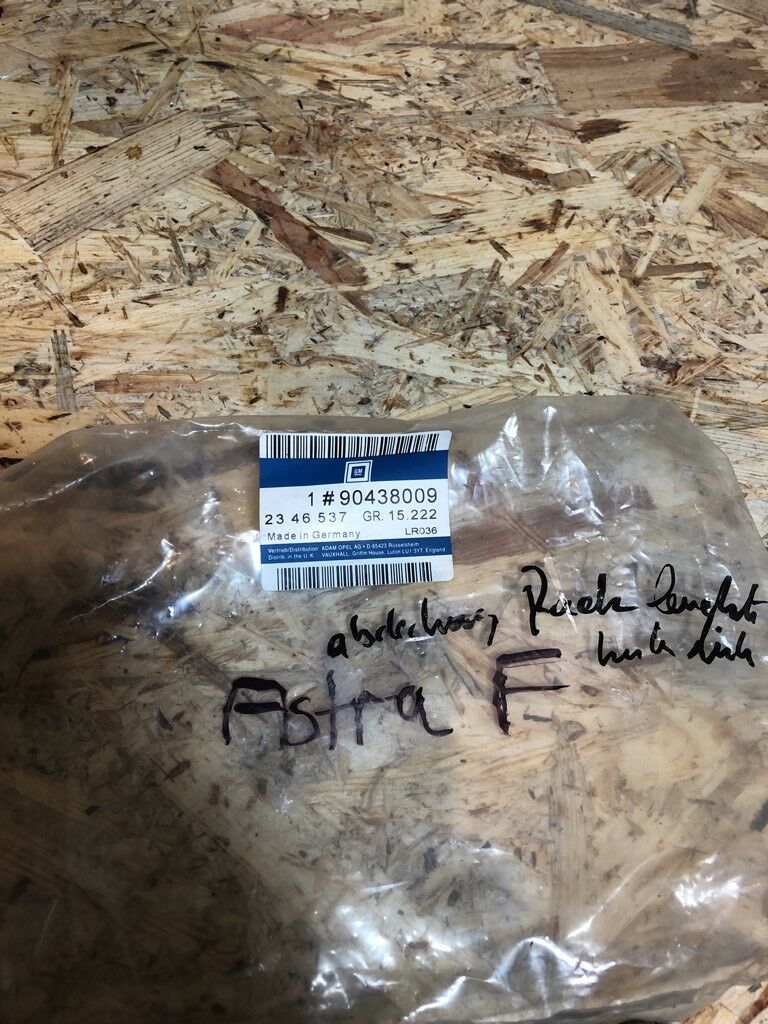 GM
1 # 90438009
23 46 537 GR. 15.222
Made in Germany LR036
Vertrieb/Distribution ADAM OPEL AG • D-65423 Rüsselsheim
Distrib. in the U.K. VAUXHALL, Griffin House, Luton LU1 3YT, England
abdeckung
Astra F